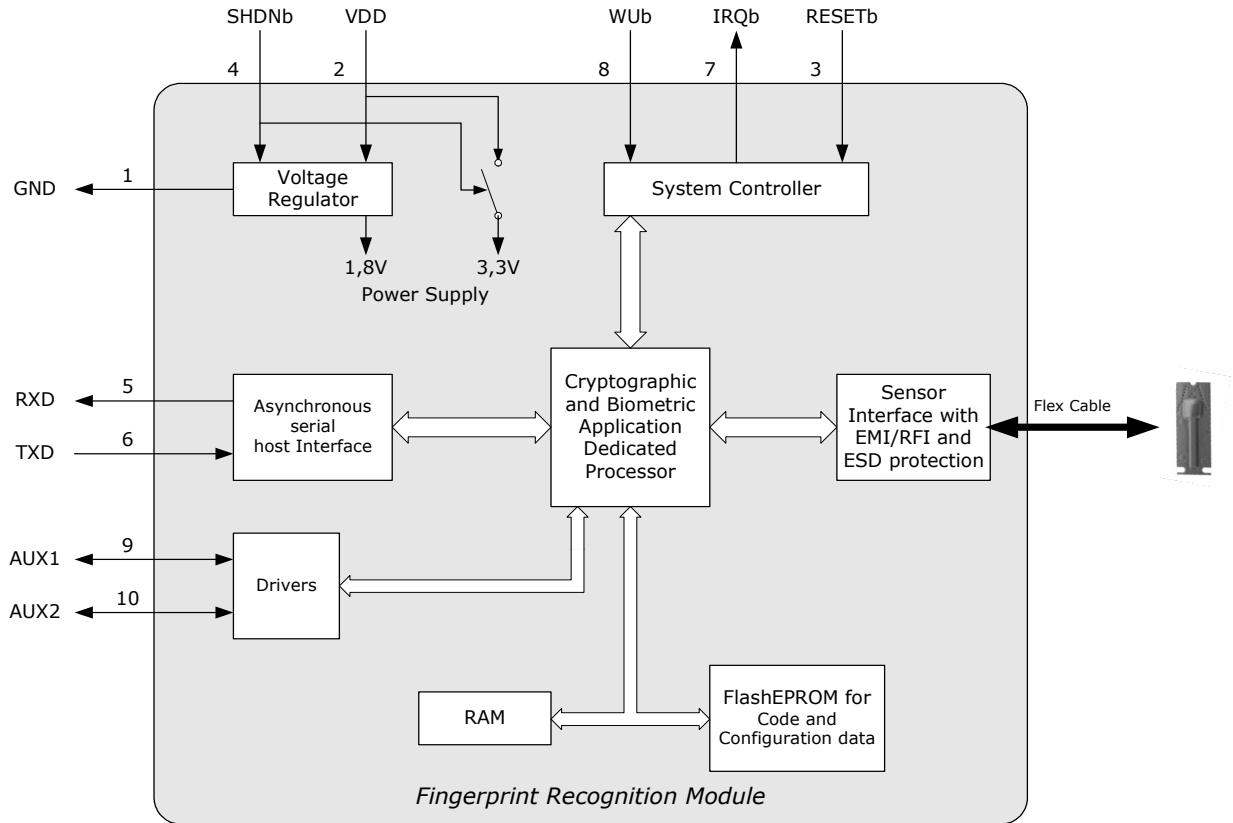 SHDNb VDD WUb IRQb RESETb
4 2 8 7 3
GND 1
Voltage
Regulator
System Controller
1,8V 3,3V
Power Supply
RXD 5
TXD 6
Asynchronous
serial
host Interface
Cryptographic
and Biometric
Application
Dedicated
Processor
Sensor
Interface with
EMI/RFI and
ESD protection
Flex Cable
AUX1 9
AUX2 10
Drivers
RAM
FlashEPROM for
Code and
Configuration data
Fingerprint Recognition Module